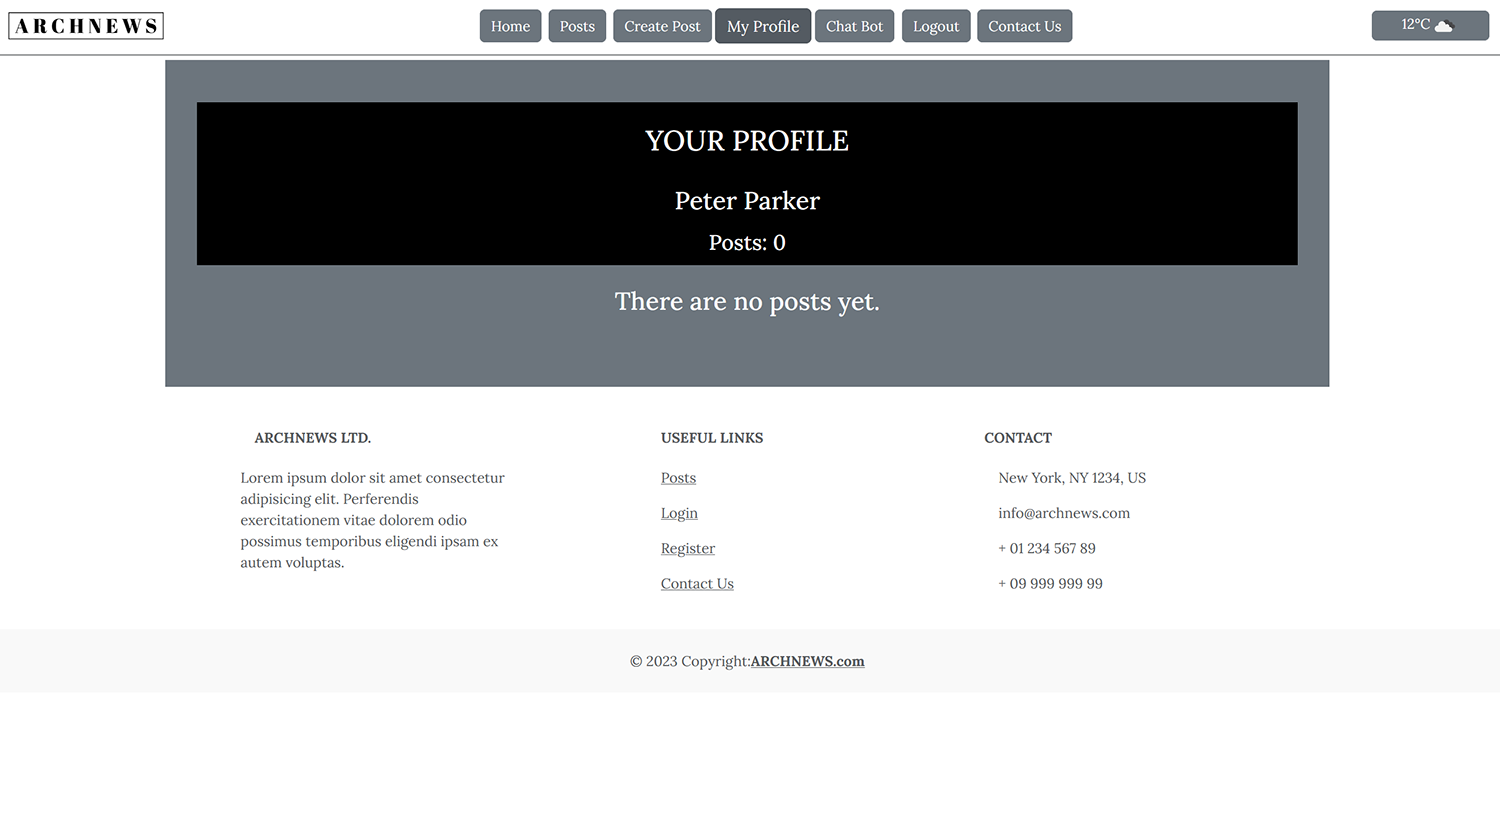 ARCHNEWS
Home
Posts
Create Post
My Profile
Chat Bot
Logout
Contact Us
12°C
YOUR PROFILE
Peter Parker
Posts: 0
There are no posts yet.
ARCHNEWS LTD.
Lorem ipsum dolor sit amet consectetur
adipisicing elit. Perferendis
exercitationem vitae dolorem odio
possimus temporibus eligendi ipsam ex
autem voluptas.
USEFUL LINKS
Posts
Login
Register
Contact Us
CONTACT
New York, NY 1234, US
info@archnews.com
+ 01 234 567 89
+ 09 999 999 99
© 2023 Copyright:ARCHNEWS.com